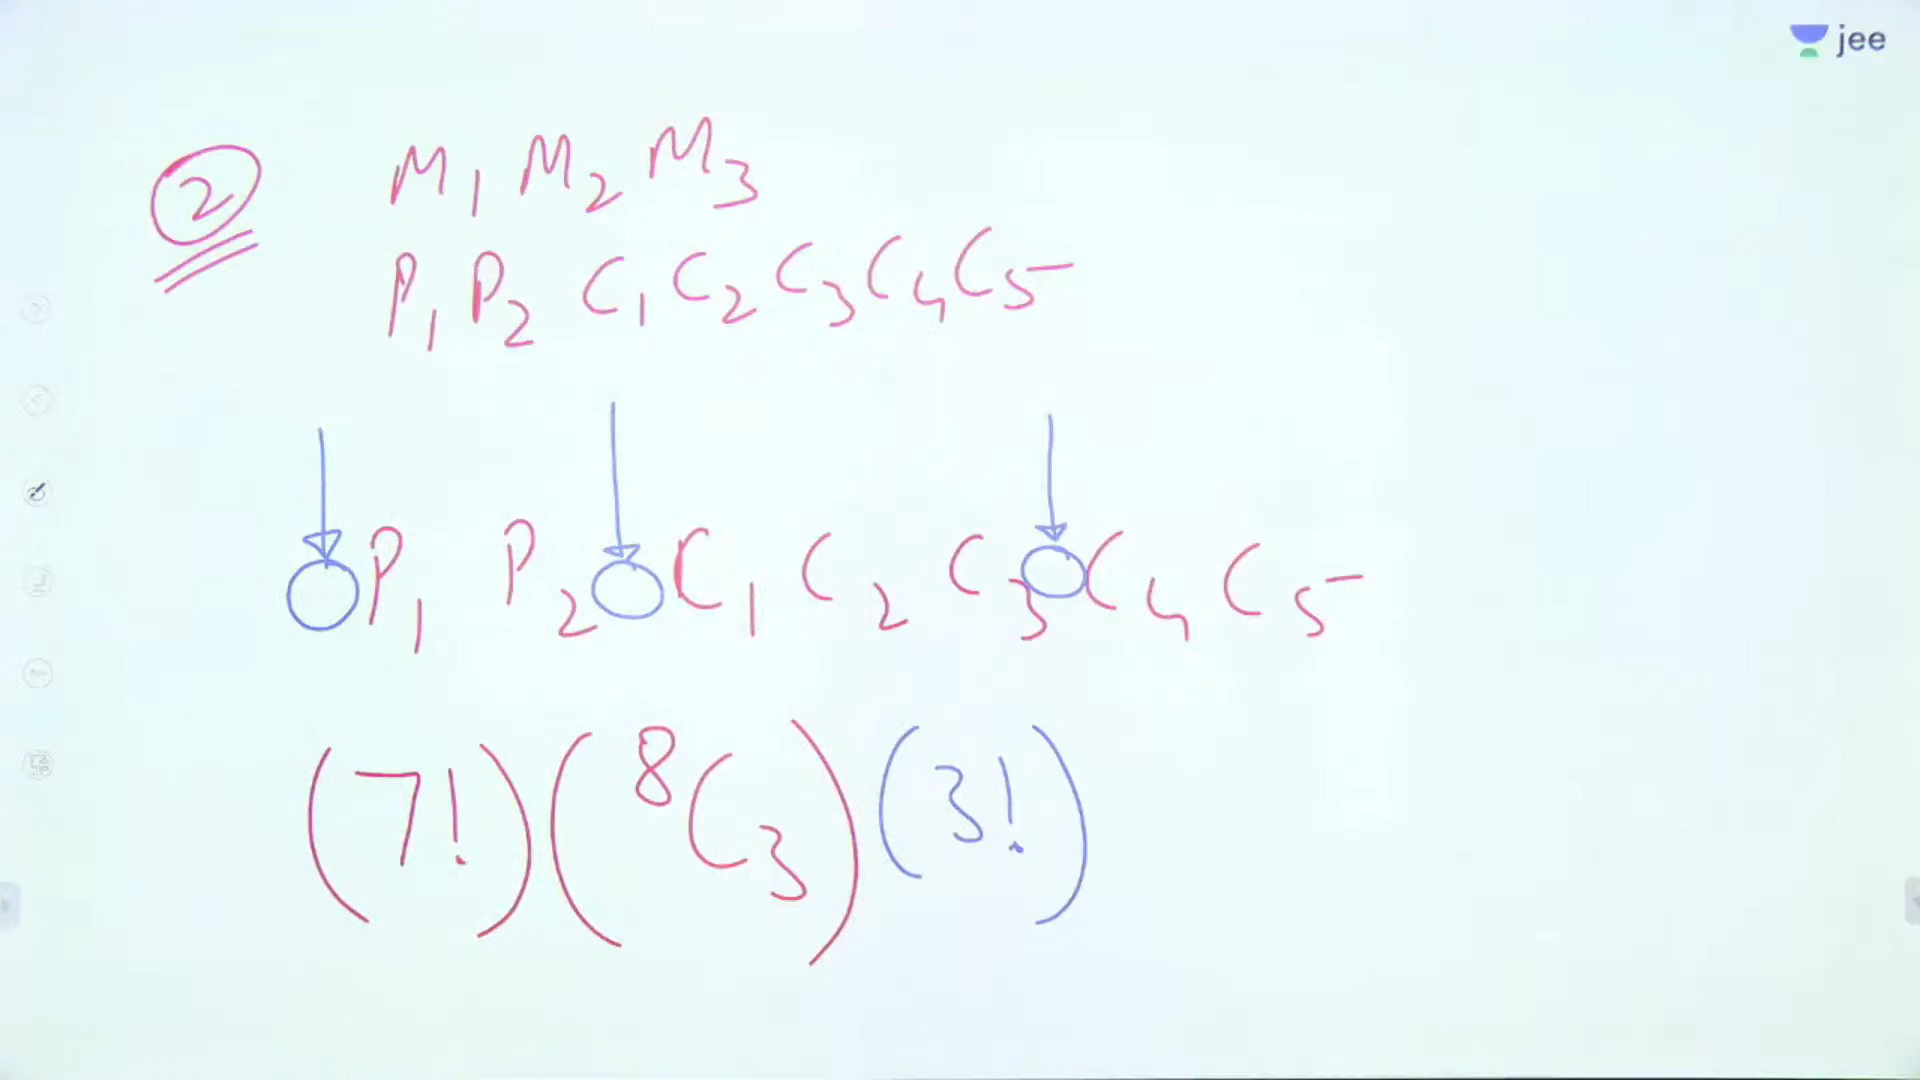 jee
② M₁ M₂ M₃
P₁ P₂ C₁ C₂ C₃ C₄ C₅
P₁ P₂ C₁ C₂ C₃ C₄ C₅
(7!) (⁸C₃) (3!)